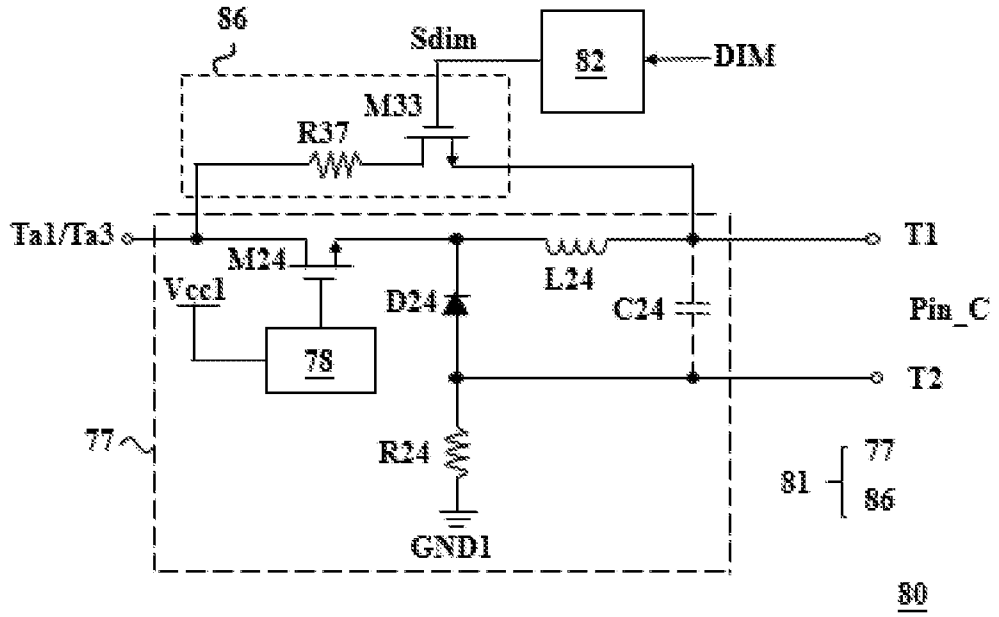 86
Sdim
82
DIM
M33
R37
Ta1/Ta3
M24
L24
T1
Vcc1
D24
C24
Pin_C
78
T2
77
R24
81
77
86
GND1
80